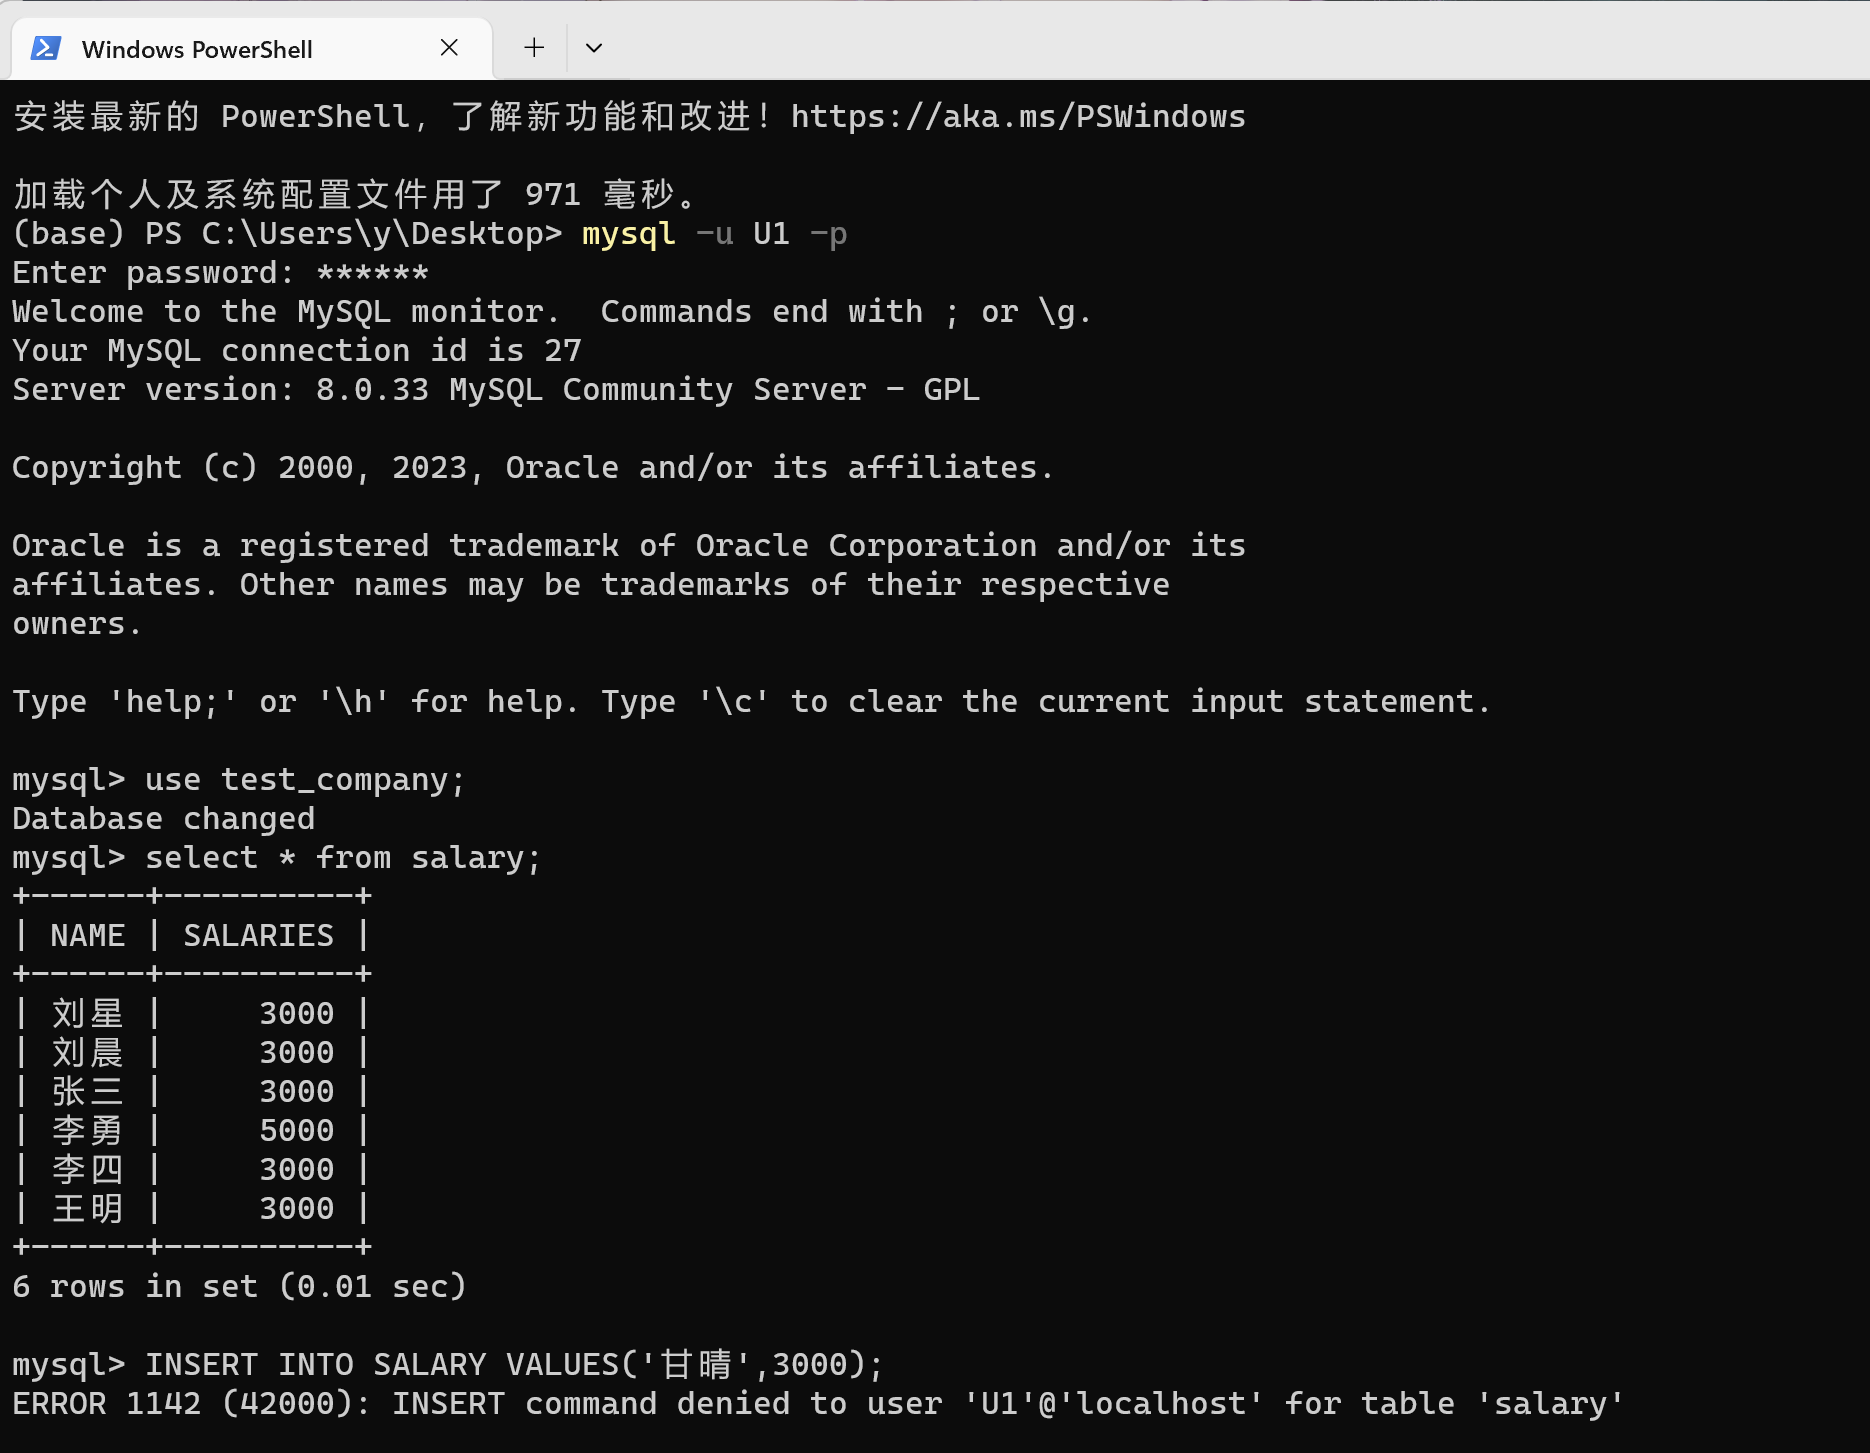 Windows PowerShell
安装最新的 PowerShell，了解新功能和改进！https://aka.ms/PSWindows
加载个人及系统配置文件用了 971 毫秒。
(base) PS C:\Users\y\Desktop> mysql -u U1 -p
Enter password: ******
Welcome to the MySQL monitor.  Commands end with ; or \g.
Your MySQL connection id is 27
Server version: 8.0.33 MySQL Community Server - GPL
Copyright (c) 2000, 2023, Oracle and/or its affiliates.
Oracle is a registered trademark of Oracle Corporation and/or its
affiliates. Other names may be trademarks of their respective
owners.
Type 'help;' or '\h' for help. Type '\c' to clear the current input statement.
mysql> use test_company;
Database changed
mysql> select * from salary;
+------+----------+
| NAME | SALARIES |
+------+----------+
| 刘星 |     3000 |
| 刘晨 |     3000 |
| 张三 |     3000 |
| 李勇 |     5000 |
| 李四 |     3000 |
| 王明 |     3000 |
+------+----------+
6 rows in set (0.01 sec)
mysql> INSERT INTO SALARY VALUES('甘晴',3000);
ERROR 1142 (42000): INSERT command denied to user 'U1'@'localhost' for table 'salary'